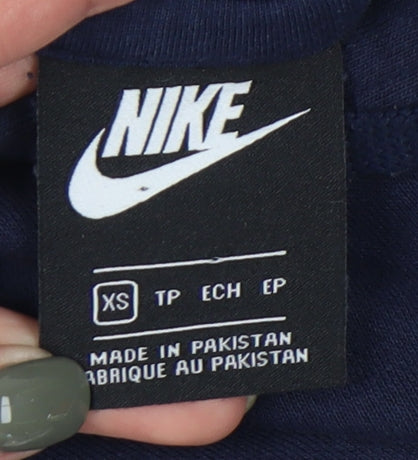 NIKE
XS TP ECH EP
MADE IN PAKISTAN
ABRIQUE AU PAKISTAN